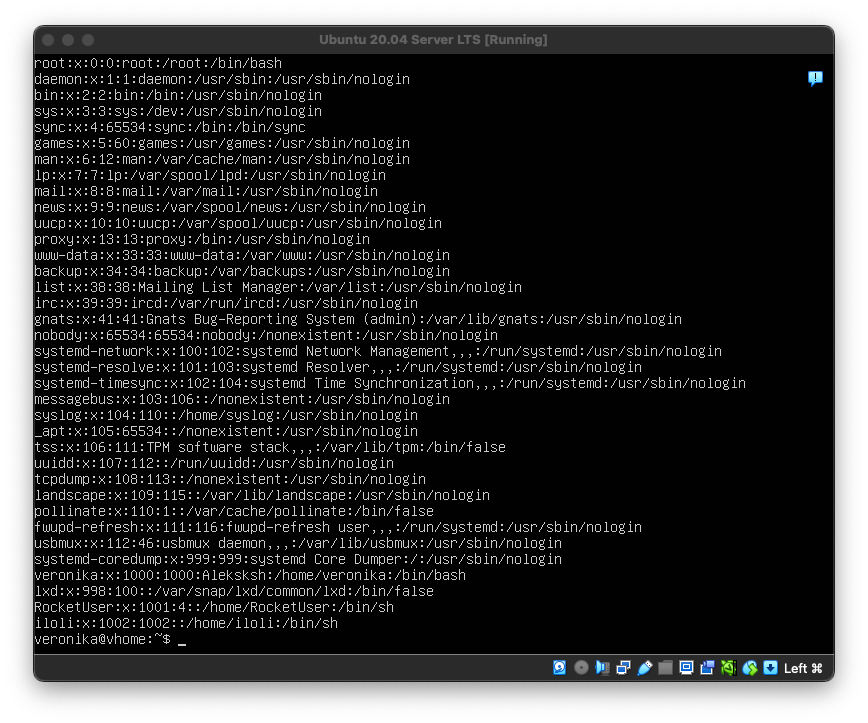 Ubuntu 20.04 Server LTS [Running]
root:x:0:0:root:/root:/bin/bash
daemon:x:1:1:daemon:/usr/sbin:/usr/sbin/nologin
bin:x:2:2:bin:/bin:/usr/sbin/nologin
sys:x:3:3:sys:/dev:/usr/sbin/nologin
sync:x:4:65534:sync:/bin:/bin/sync
games:x:5:60:games:/usr/games:/usr/sbin/nologin
man:x:6:12:man:/var/cache/man:/usr/sbin/nologin
lp:x:7:7:lp:/var/spool/lpd:/usr/sbin/nologin
mail:x:8:8:mail:/var/mail:/usr/sbin/nologin
news:x:9:9:news:/var/spool/news:/usr/sbin/nologin
uucp:x:10:10:uucp:/var/spool/uucp:/usr/sbin/nologin
proxy:x:13:13:proxy:/bin:/usr/sbin/nologin
www-data:x:33:33:www-data:/var/www:/usr/sbin/nologin
backup:x:34:34:backup:/var/backups:/usr/sbin/nologin
list:x:38:38:Mailing List Manager:/var/list:/usr/sbin/nologin
irc:x:39:39:ircd:/var/run/ircd:/usr/sbin/nologin
gnats:x:41:41:Gnats Bug-Reporting System (admin):/var/lib/gnats:/usr/sbin/nologin
nobody:x:65534:65534:nobody:/nonexistent:/usr/sbin/nologin
systemd-network:x:100:102:systemd Network Management,,,:/run/systemd:/usr/sbin/nologin
systemd-resolve:x:101:103:systemd Resolver,,,:/run/systemd:/usr/sbin/nologin
systemd-timesync:x:102:104:systemd Time Synchronization,,,:/run/systemd:/usr/sbin/nologin
messagebus:x:103:106::/nonexistent:/usr/sbin/nologin
syslog:x:104:110::/home/syslog:/usr/sbin/nologin
_apt:x:105:65534::/nonexistent:/usr/sbin/nologin
tss:x:106:111:TPM software stack,,,:/var/lib/tpm:/bin/false
uuidd:x:107:112::/run/uuidd:/usr/sbin/nologin
tcpdump:x:108:113::/nonexistent:/usr/sbin/nologin
landscape:x:109:115::/var/lib/landscape:/usr/sbin/nologin
pollinate:x:110:1::/var/cache/pollinate:/bin/false
fwupd-refresh:x:111:116:fwupd-refresh user,,,:/run/systemd:/usr/sbin/nologin
usbmux:x:112:46:usbmux daemon,,,:/var/lib/usbmux:/usr/sbin/nologin
systemd-coredump:x:999:999:systemd Core Dumper:/:/usr/sbin/nologin
veronika:x:1000:1000:Aleksksh:/home/veronika:/bin/bash
lxd:x:998:100::/var/snap/lxd/common/lxd:/bin/false
RocketUser:x:1001:4::/home/RocketUser:/bin/sh
iloli:x:1002:1002::/home/iloli:/bin/sh
veronika@vhome:~$ _
Left ⌘